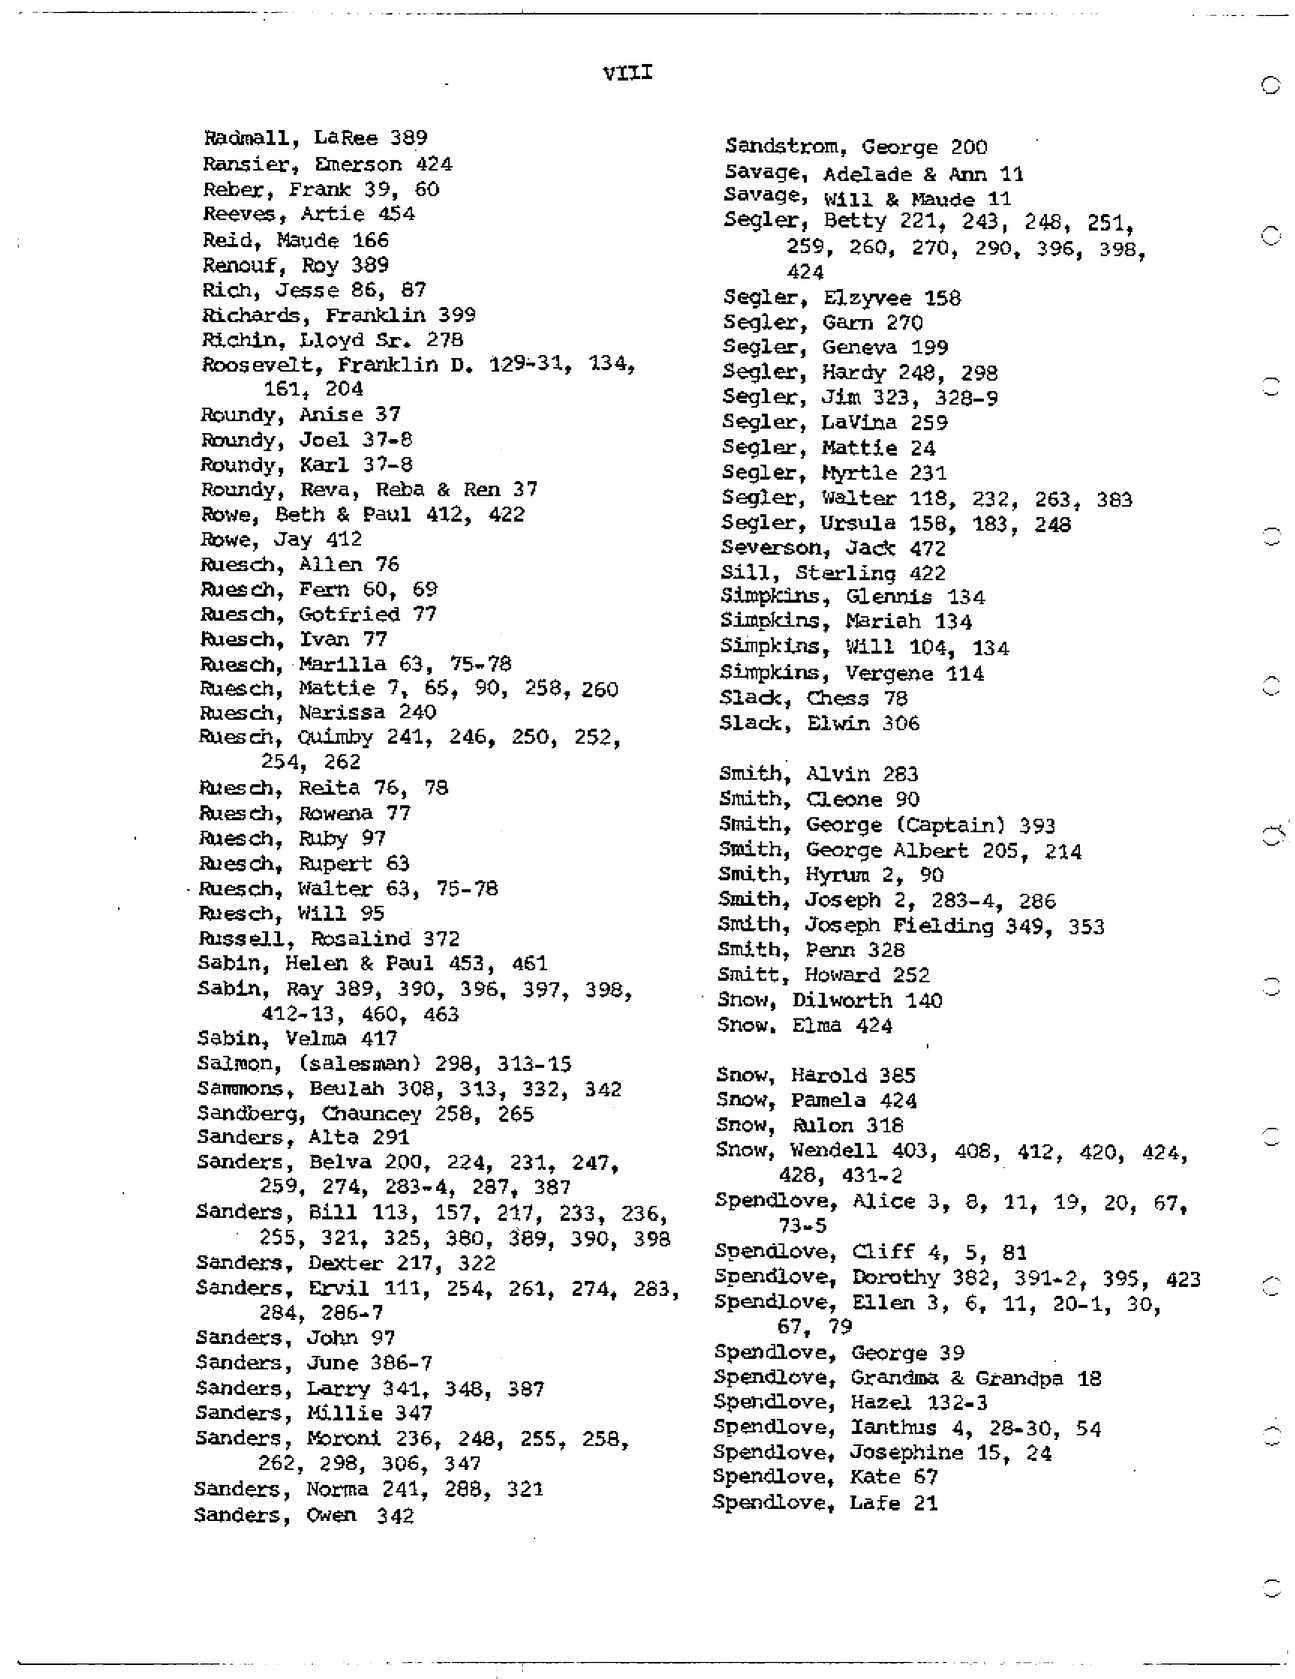 VIII
Radmall, LaRee 389
Ransier, Emerson 424
Reber, Frank 39, 60
Reeves, Artie 454
Reid, Maude 166
Renouf, Roy 389
Rich, Jesse 86, 87
Richards, Franklin 399
Richin, Lloyd Sr. 278
Roosevelt, Franklin D. 129-31, 134,
161, 204
Roundy, Anise 37
Roundy, Joel 37-8
Roundy, Karl 37-8
Roundy, Reva, Reba & Ren 37
Rowe, Beth & Paul 412, 422
Rowe, Jay 412
Ruesch, Allen 76
Ruesch, Fern 60, 69
Ruesch, Gotfried 77
Ruesch, Ivan 77
Ruesch, Marilla 63, 75-78
Ruesch, Mattie 7, 65, 90, 258, 260
Ruesch, Narissa 240
Ruesch, Quimby 241, 246, 250, 252,
254, 262
Ruesch, Reita 76, 78
Ruesch, Rowena 77
Ruesch, Ruby 97
Ruesch, Rupert 63
Ruesch, Walter 63, 75-78
Ruesch, Will 95
Russell, Rosalind 372
Sabin, Helen & Paul 453, 461
Sabin, Ray 389, 390, 396, 397, 398,
412-13, 460, 463
Sabin, Velma 417
Salmon, (salesman) 298, 313-15
Sammons, Beulah 308, 313, 332, 342
Sandberg, Chauncey 258, 265
Sanders, Alta 291
Sanders, Belva 200, 224, 231, 247,
259, 274, 283-4, 287, 387
Sanders, Bill 113, 157, 217, 233, 236,
255, 321, 325, 380, 389, 390, 398
Sanders, Dexter 217, 322
Sanders, Ervil 111, 254, 261, 274, 283,
284, 286-7
Sanders, John 97
Sanders, June 386-7
Sanders, Larry 341, 348, 387
Sanders, Millie 347
Sanders, Moroni 236, 248, 255, 258,
262, 298, 306, 347
Sanders, Norma 241, 288, 321
Sanders, Owen 342
Sandstrom, George 200
Savage, Adelade & Ann 11
Savage, Will & Maude 11
Segler, Betty 221, 243, 248, 251,
259, 260, 270, 290, 396, 398,
424
Segler, Elzyvee 158
Segler, Garn 270
Segler, Geneva 199
Segler, Hardy 248, 298
Segler, Jim 323, 328-9
Segler, LaVina 259
Segler, Mattie 24
Segler, Myrtle 231
Segler, Walter 118, 232, 263, 383
Segler, Ursula 158, 183, 248
Severson, Jack 472
Sill, Sterling 422
Simpkins, Glennis 134
Simpkins, Mariah 134
Simpkins, Will 104, 134
Simpkins, Vergene 114
Slack, Chess 78
Slack, Elwin 306
Smith, Alvin 283
Smith, Cleone 90
Smith, George (Captain) 393
Smith, George Albert 205, 214
Smith, Hyrum 2, 90
Smith, Joseph 2, 283-4, 286
Smith, Joseph Fielding 349, 353
Smith, Penn 328
Smitt, Howard 252
Snow, Dilworth 140
Snow. Elma 424
Snow, Harold 385
Snow, Pamela 424
Snow, Rulon 318
Snow, Wendell 403, 408, 412, 420, 424,
428, 431-2
Spendlove, Alice 3, 8, 11, 19, 20, 67,
73-5
Spendlove, Cliff 4, 5, 81
Spendlove, Dorothy 382, 391-2, 395, 423
Spendlove, Ellen 3, 6, 11, 20-1, 30,
67, 79
Spendlove, George 39
Spendlove, Grandma & Grandpa 18
Spendlove, Hazel 132-3
Spendlove, Ianthus 4, 28-30, 54
Spendlove, Josephine 15, 24
Spendlove, Kate 67
Spendlove, Lafe 21